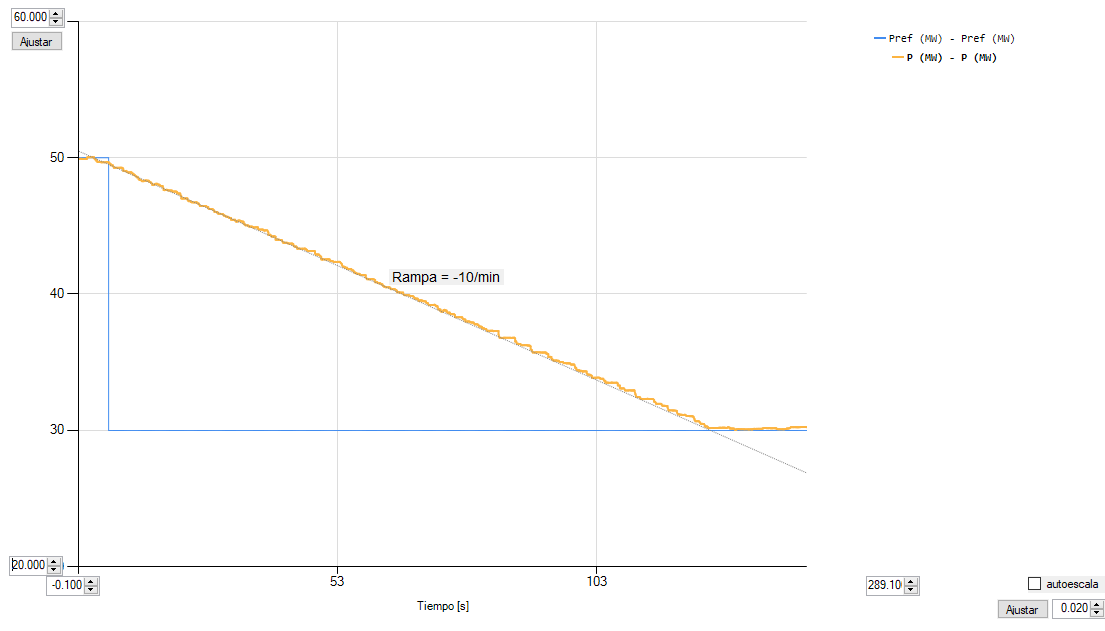 60.000
Ajustar
Pref (MW) - Pref (MW)
P (MW) - P (MW)
50
Rampa = -10/min
40
30
20.000
-0.100
53
103
289.10
autoescala
Tiempo [s]
Ajustar
0.020